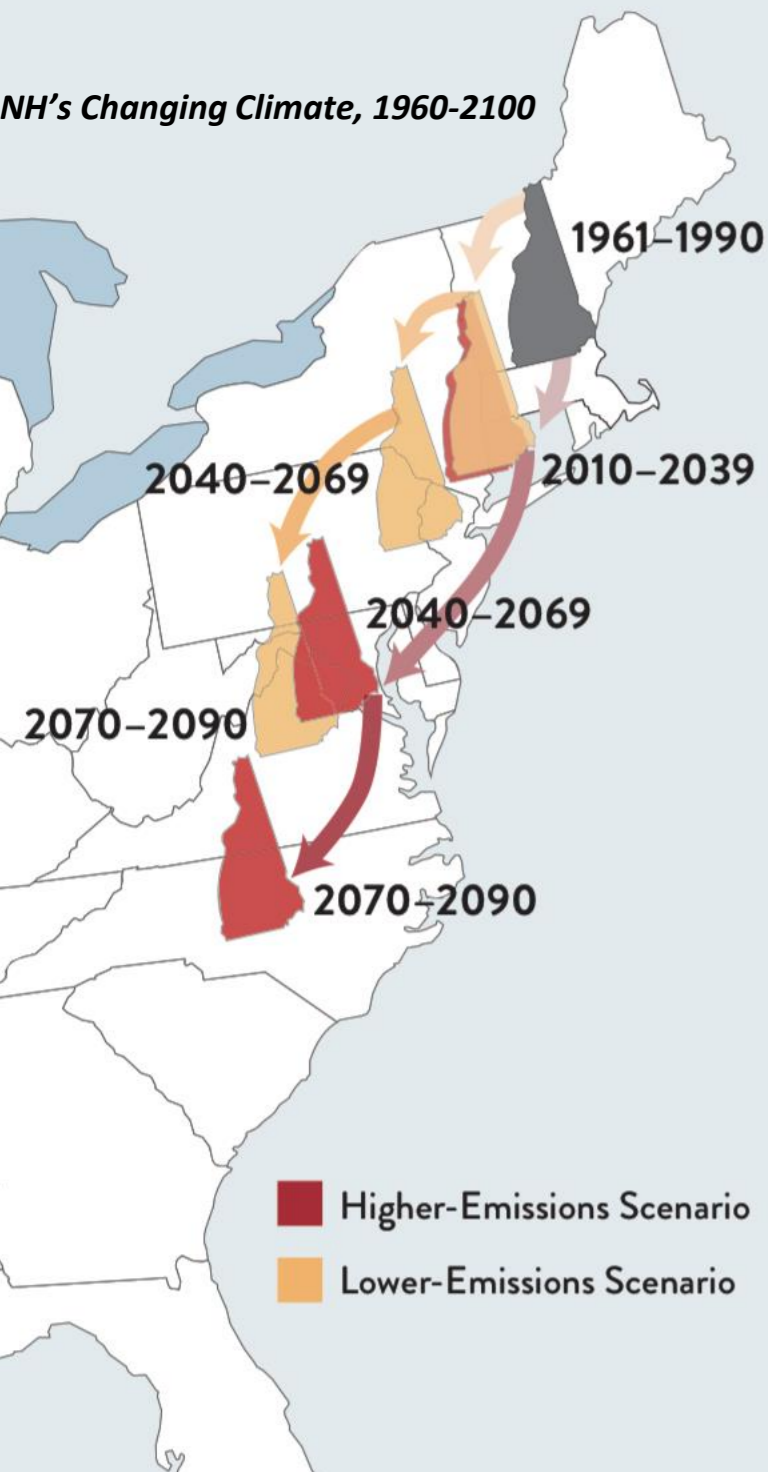 NH’s Changing Climate, 1960-2100
1961–1990
2010–2039
2040–2069
2040–2069
2070–2090
2070–2090
Higher-Emissions Scenario
Lower-Emissions Scenario